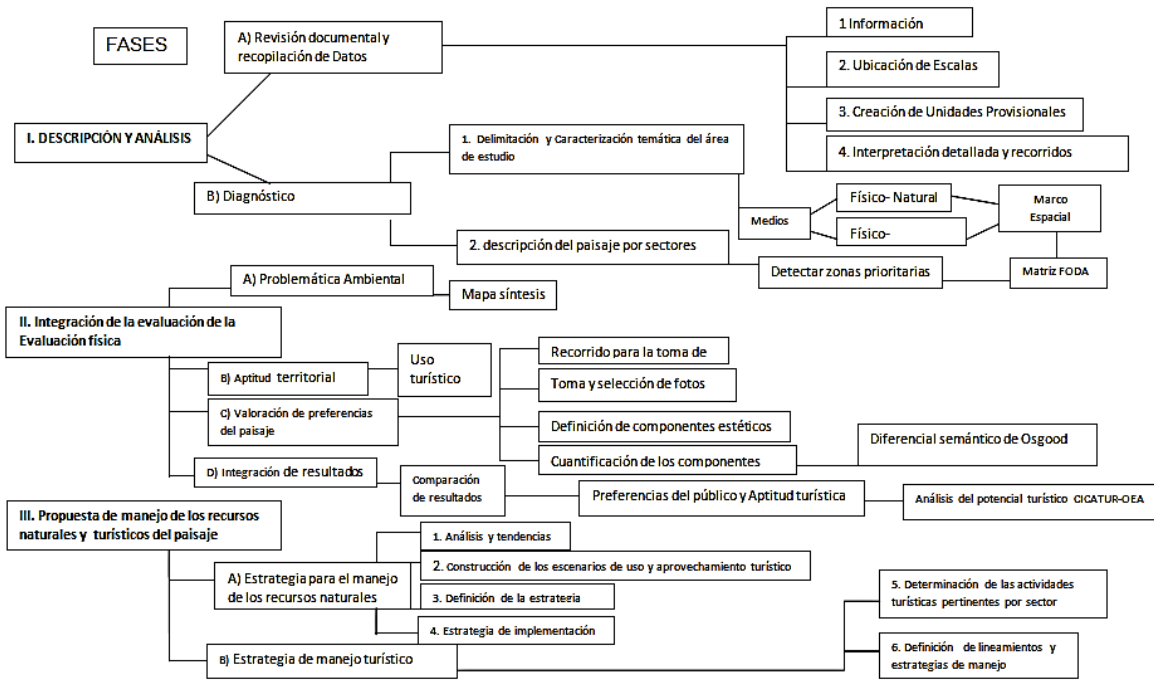 FASES
A) Revisión documental y
recopilación de Datos
1 Información
2. Ubicación de Escalas
3. Creación de Unidades Provisionales
4. Interpretación detallada y recorridos
I. DESCRIPCIÓN Y ANÁLISIS
B) Diagnóstico
1. Delimitación y Caracterización temática del área
de estudio
Medios
Físico- Natural
Físico-
Marco
Espacial
2. descripción del paisaje por sectores
Detectar zonas prioritarias
Matriz FODA
II. Integración de la evaluación de la
Evaluación física
A) Problemática Ambiental
Mapa síntesis
B) Aptitud territorial
Uso
turístico
C) Valoración de preferencias
del paisaje
Recorrido para la toma de
Toma y selección de fotos
Definición de componentes estéticos
Cuantificación de los componentes
Diferencial semántico de Osgood
D) Integración de resultados
Comparación
de resultados
Preferencias del público y Aptitud turística
Análisis del potencial turístico CICATUR-OEA
III. Propuesta de manejo de los recursos
naturales y turísticos del paisaje
A) Estrategia para el manejo
de los recursos naturales
1. Análisis y tendencias
2. Construcción de los escenarios de uso y aprovechamiento turístico
3. Definición de la estrategia
4. Estrategia de implementación
B) Estrategia de manejo turístico
5. Determinación de las actividades
turísticas pertinentes por sector
6. Definición de lineamientos y
estrategias de manejo